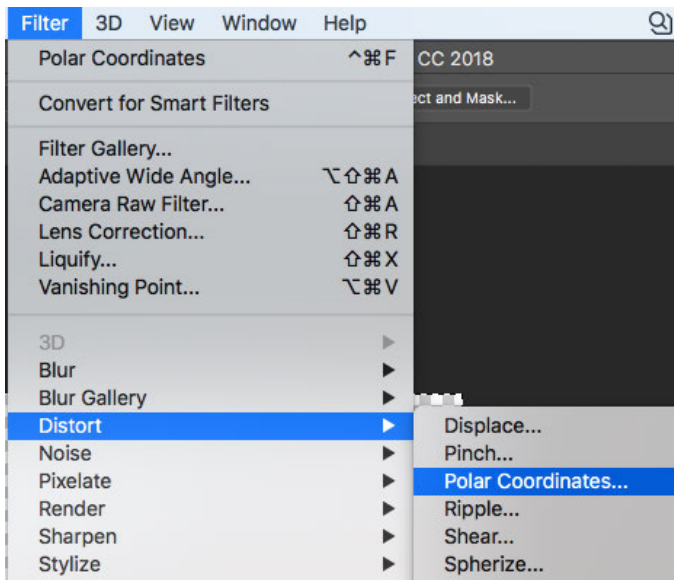 Filter 3D View Window Help
Polar Coordinates ^⌘F CC 2018
Convert for Smart Filters
and Mask...
Filter Gallery...
Adaptive Wide Angle... ⌥⇧⌘A
Camera Raw Filter... ⇧⌘A
Lens Correction... ⇧⌘R
Liquify... ⇧⌘X
Vanishing Point... ⌥⌘V
3D
Blur
Blur Gallery
Distort
Noise
Pixelate
Render
Sharpen
Stylize
Displace...
Pinch...
Polar Coordinates...
Ripple...
Shear...
Spherize...